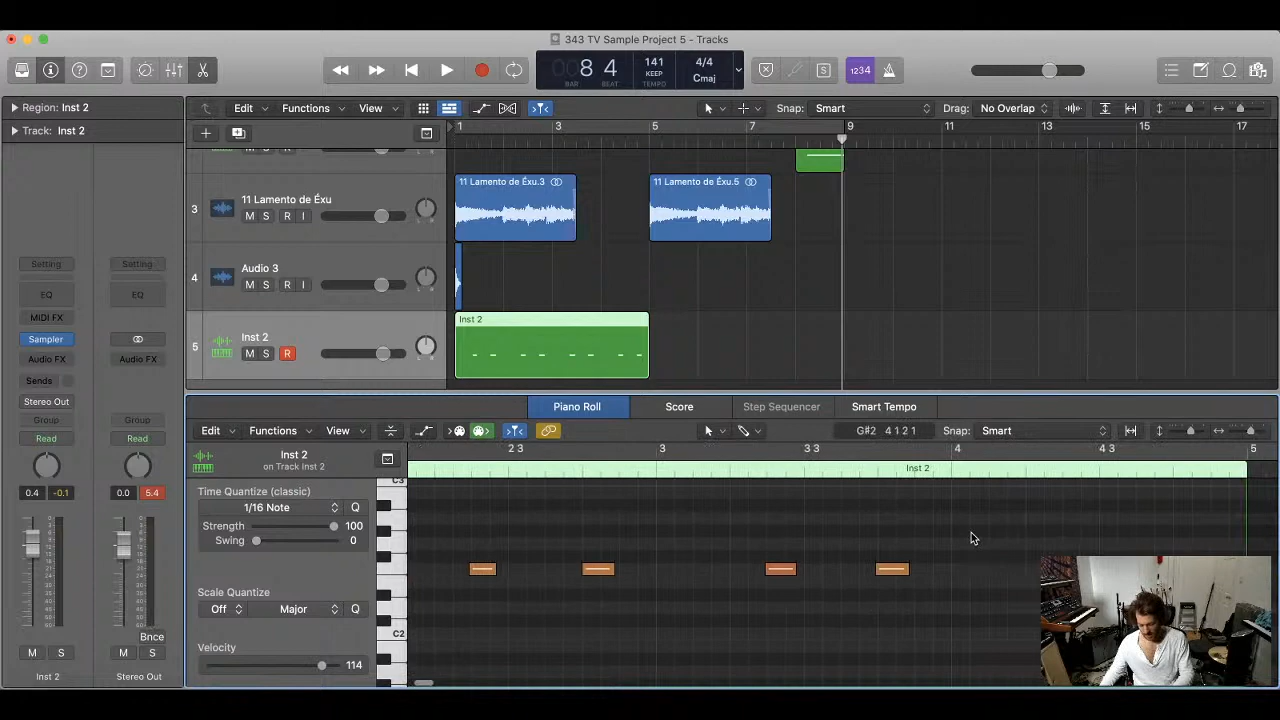 343 TV Sample Project 5 - Tracks
8 4
BAR BEAT
141
KEEP
TEMPO
4/4
Cmaj
1234
Region: Inst 2
Track: Inst 2
Edit
Functions
View
Snap: Smart
Drag: No Overlap
1 3 5 7 9 11 13 15 17
M S R
3
11 Lamento de Éxu
M S R I
11 Lamento de Éxu.3
11 Lamento de Éxu.5
4
Audio 3
M S R I
5
Inst 2
M S R
Inst 2
Setting Setting
EQ EQ
MIDI FX
Sampler
Audio FX Audio FX
Sends
Stereo Out
Group Group
Read Read
0.4 -0.1 0.0 5.4
Bnce
M S M S
Inst 2 Stereo Out
Piano Roll
Score
Step Sequencer
Smart Tempo
Edit
Functions
View
G#2 4 1 2 1
Snap: Smart
2 3 3 3 3 4 4 3 5
Inst 2
on Track Inst 2
Inst 2
Time Quantize (classic)
1/16 Note Q
Strength 100
Swing 0
Scale Quantize
Off Major Q
Velocity
114
C3
C2